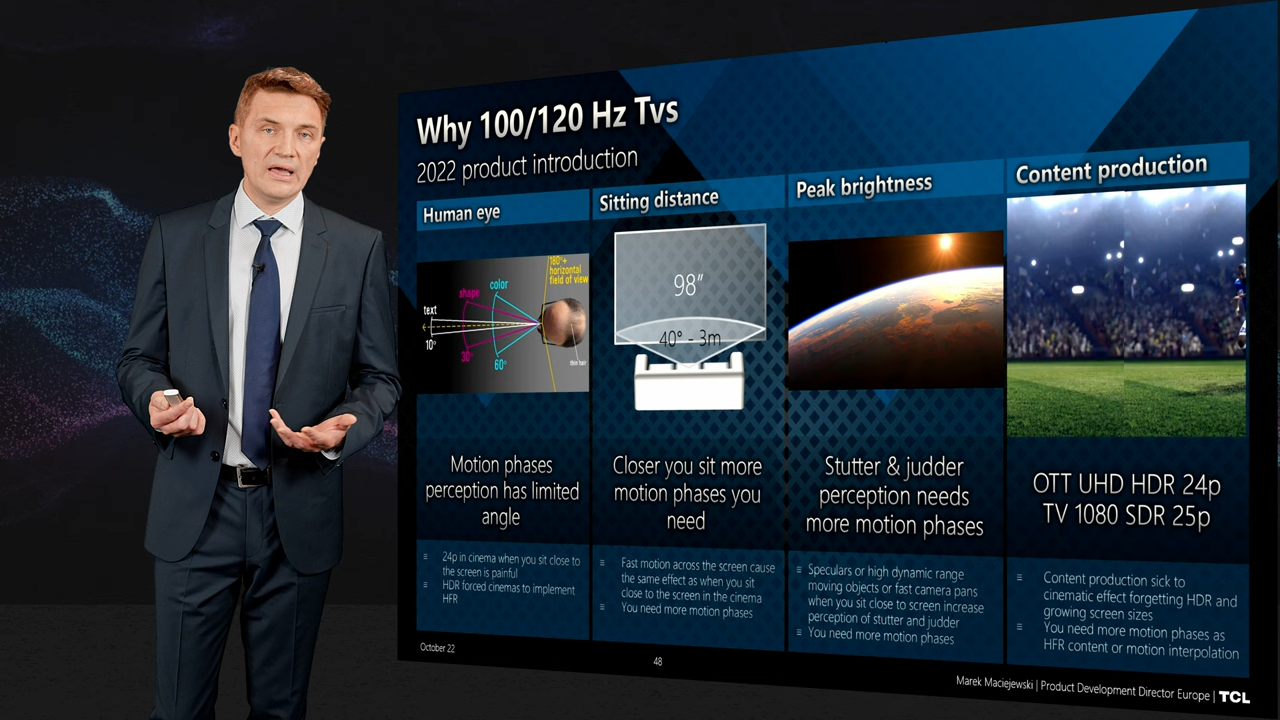 Why 100/120 Hz Tvs
2022 product introduction
Human eye
180°+
horizontal
field of view
color
shape
text
10°
30°
60°
thin hair
Motion phases
perception has limited
angle
24p in cinema when you sit close to
the screen is painful
HDR forced cinemas to implement
HFR
Sitting distance
98”
40° - 3m
Closer you sit more
motion phases you
need
Fast motion across the screen cause
the same effect as when you sit
close to the screen in the cinema
You need more motion phases
Peak brightness
Stutter & judder
perception needs
more motion phases
Speculars or high dynamic range
moving objects or fast camera pans
when you sit close to screen increase
perception of stutter and judder
You need more motion phases
Content production
OTT UHD HDR 24p
TV 1080 SDR 25p
Content production sick to
cinematic effect forgetting HDR and
growing screen sizes
You need more motion phases as
HFR content or motion interpolation
October 22
48
Marek Maciejewski | Product Development Director Europe | TCL